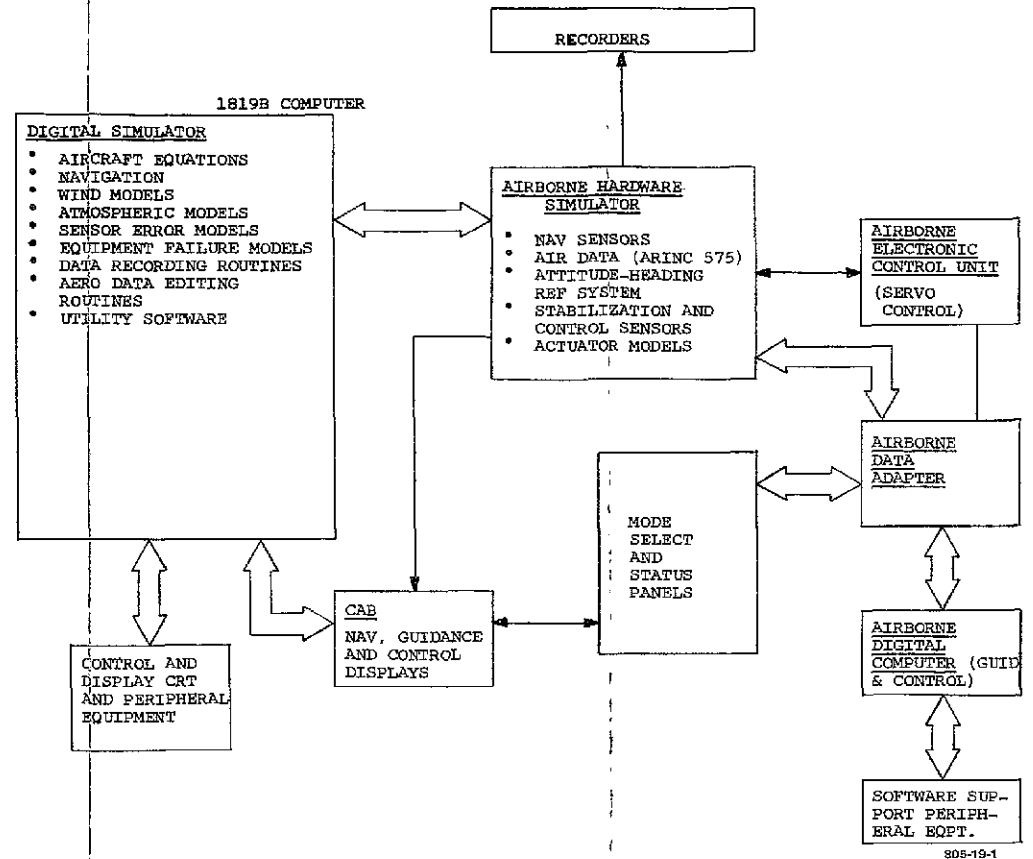 RECORDERS
1819B COMPUTER
DIGITAL SIMULATOR
• AIRCRAFT EQUATIONS
• NAVIGATION
• WIND MODELS
• ATMOSPHERIC MODELS
• SENSOR ERROR MODELS
• EQUIPMENT FAILURE MODELS
• DATA RECORDING ROUTINES
• AERO DATA EDITING
ROUTINES
• UTILITY SOFTWARE
AIRBORNE HARDWARE
SIMULATOR
• NAV SENSORS
• AIR DATA (ARINC 575)
• ATTITUDE-HEADING
REF SYSTEM
• STABILIZATION AND
CONTROL SENSORS
• ACTUATOR MODELS
AIRBORNE
ELECTRONIC
CONTROL UNIT
(SERVO
CONTROL)
AIRBORNE
DATA
ADAPTER
MODE
SELECT
AND
STATUS
PANELS
CAB
NAV, GUIDANCE
AND CONTROL
DISPLAYS
CONTROL AND
DISPLAY CRT
AND PERIPHERAL
EQUIPMENT
AIRBORNE
DIGITAL
COMPUTER (GUID
& CONTROL)
SOFTWARE SUP-
PORT PERIPH-
ERAL EQPT.
805-19-1